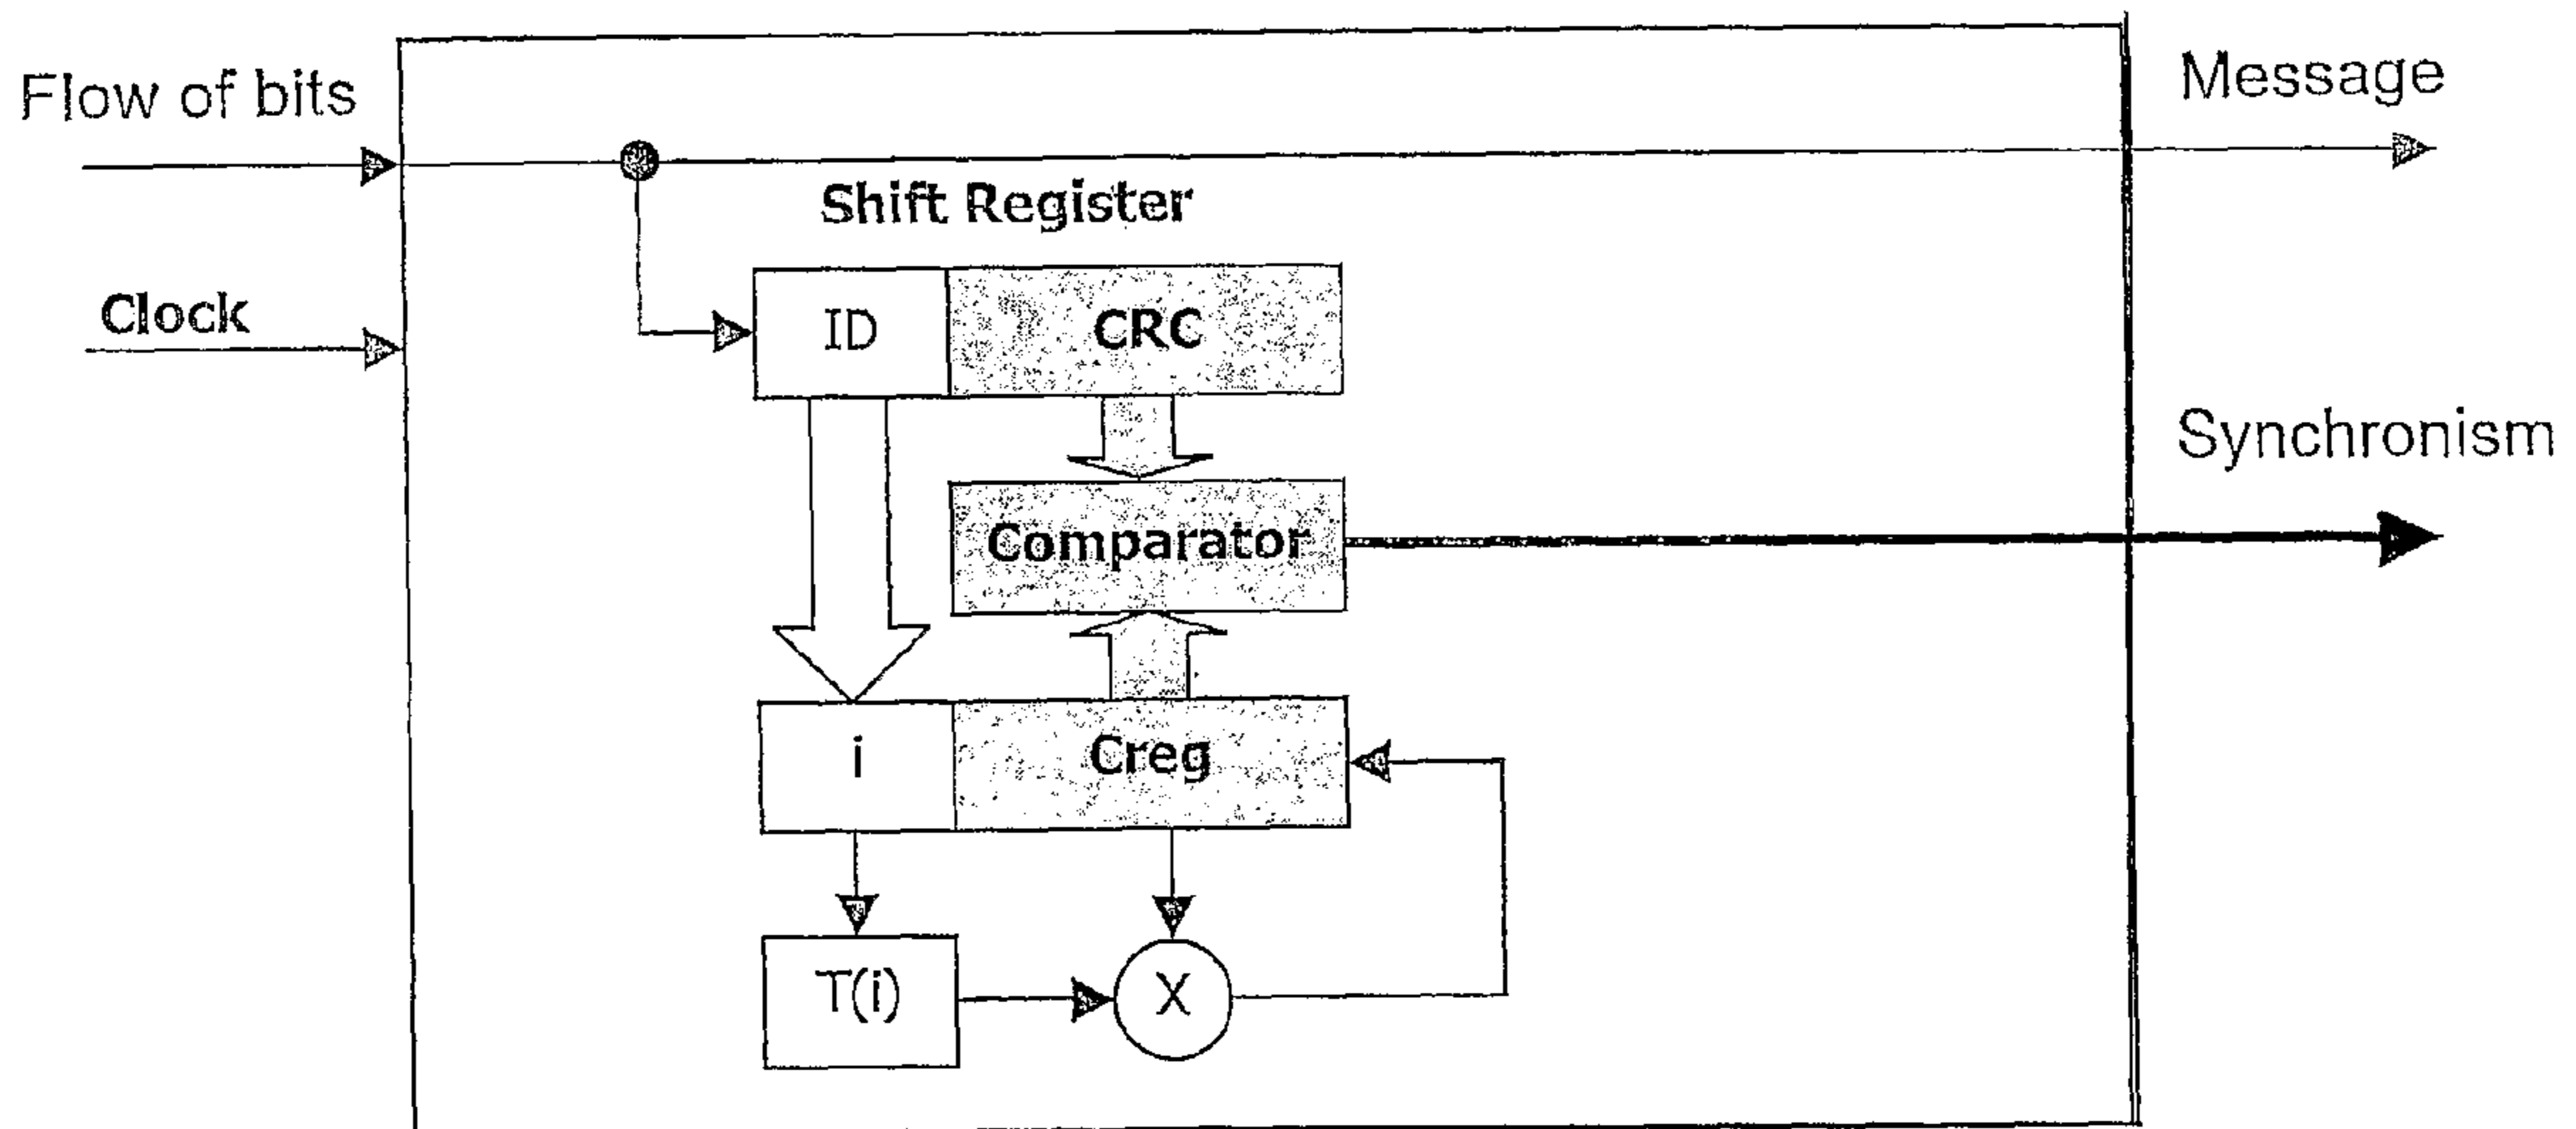 Flow of bits
Message
Shift Register
Clock
ID
CRC
Synchronism
Comparator
i
Creg
T(i)
X